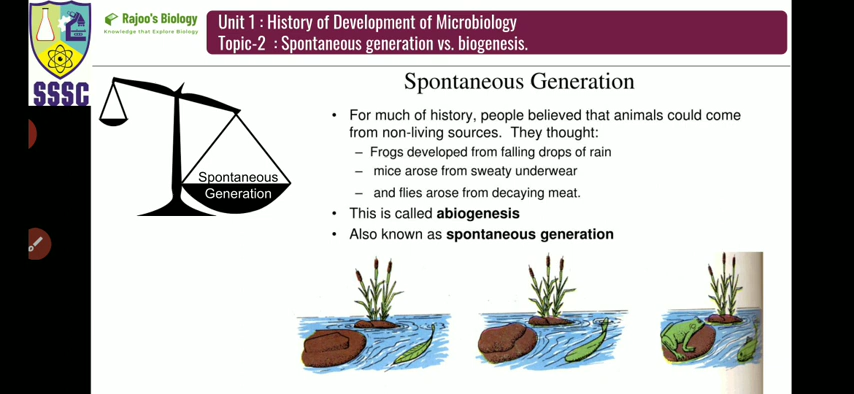 Rajoo's Biology
Knowledge that Explore Biology
Unit 1 : History of Development of Microbiology
Topic-2 : Spontaneous generation vs. biogenesis.
SSSC
Spontaneous Generation
• For much of history, people believed that animals could come
from non-living sources. They thought:
– Frogs developed from falling drops of rain
– mice arose from sweaty underwear
– and flies arose from decaying meat.
• This is called abiogenesis
• Also known as spontaneous generation
Spontaneous
Generation